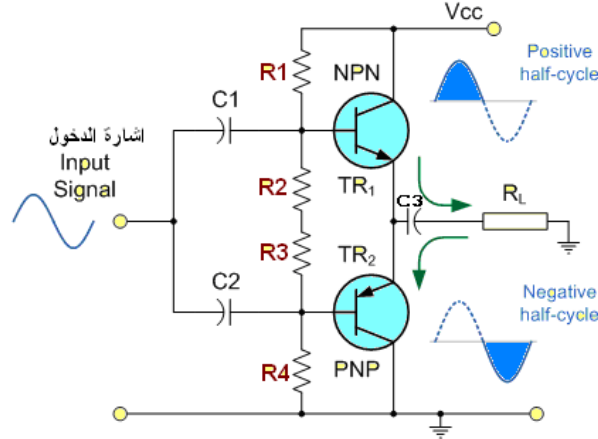 Vcc
R1
NPN
Positive
half-cycle
C1
اشارة الدخول
Input
Signal
R2
TR1
C3
RL
R3
TR2
C2
Negative
half-cycle
R4
PNP